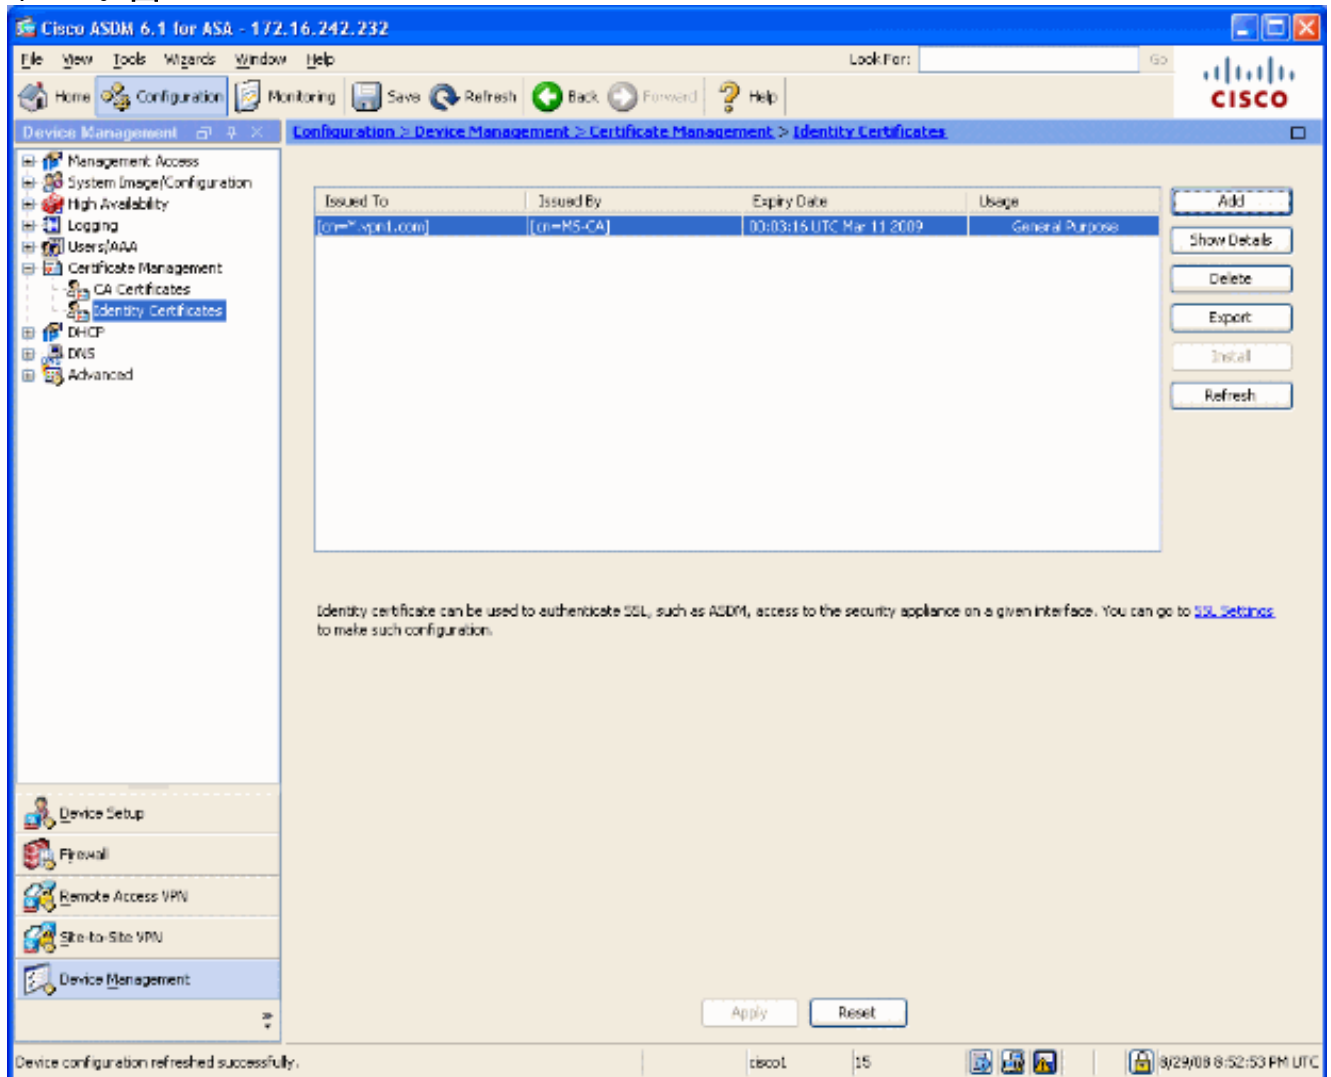 Cisco ASDM 6.1 for ASA - 172.16.242.232
File View Tools Wizards Window Help Look For: Go
Home Configuration Monitoring Save Refresh Back Forward Help
CISCO
Device Management
Configuration > Device Management > Certificate Management > Identity Certificates
Management Access
System Image/Configuration
High Availability
Logging
Users/AAA
Certificate Management
CA Certificates
Identity Certificates
DHCP
DNS
Advanced
Issued To Issued By Expiry Date Usage
[cn=*.vpn1.com] [cn=MS-CA] 00:03:16 UTC Mar 11 2009 General Purpose
Add
Show Details
Delete
Export
Install
Refresh
Identity certificate can be used to authenticate SSL, such as ASDM, access to the security appliance on a given interface. You can go to SSL Settings
to make such configuration.
Device Setup
Firewall
Remote Access VPN
Site-to-Site VPN
Device Management
Apply Reset
Device configuration refreshed successfully. cisco1 15 8/29/08 8:52:53 PM UTC